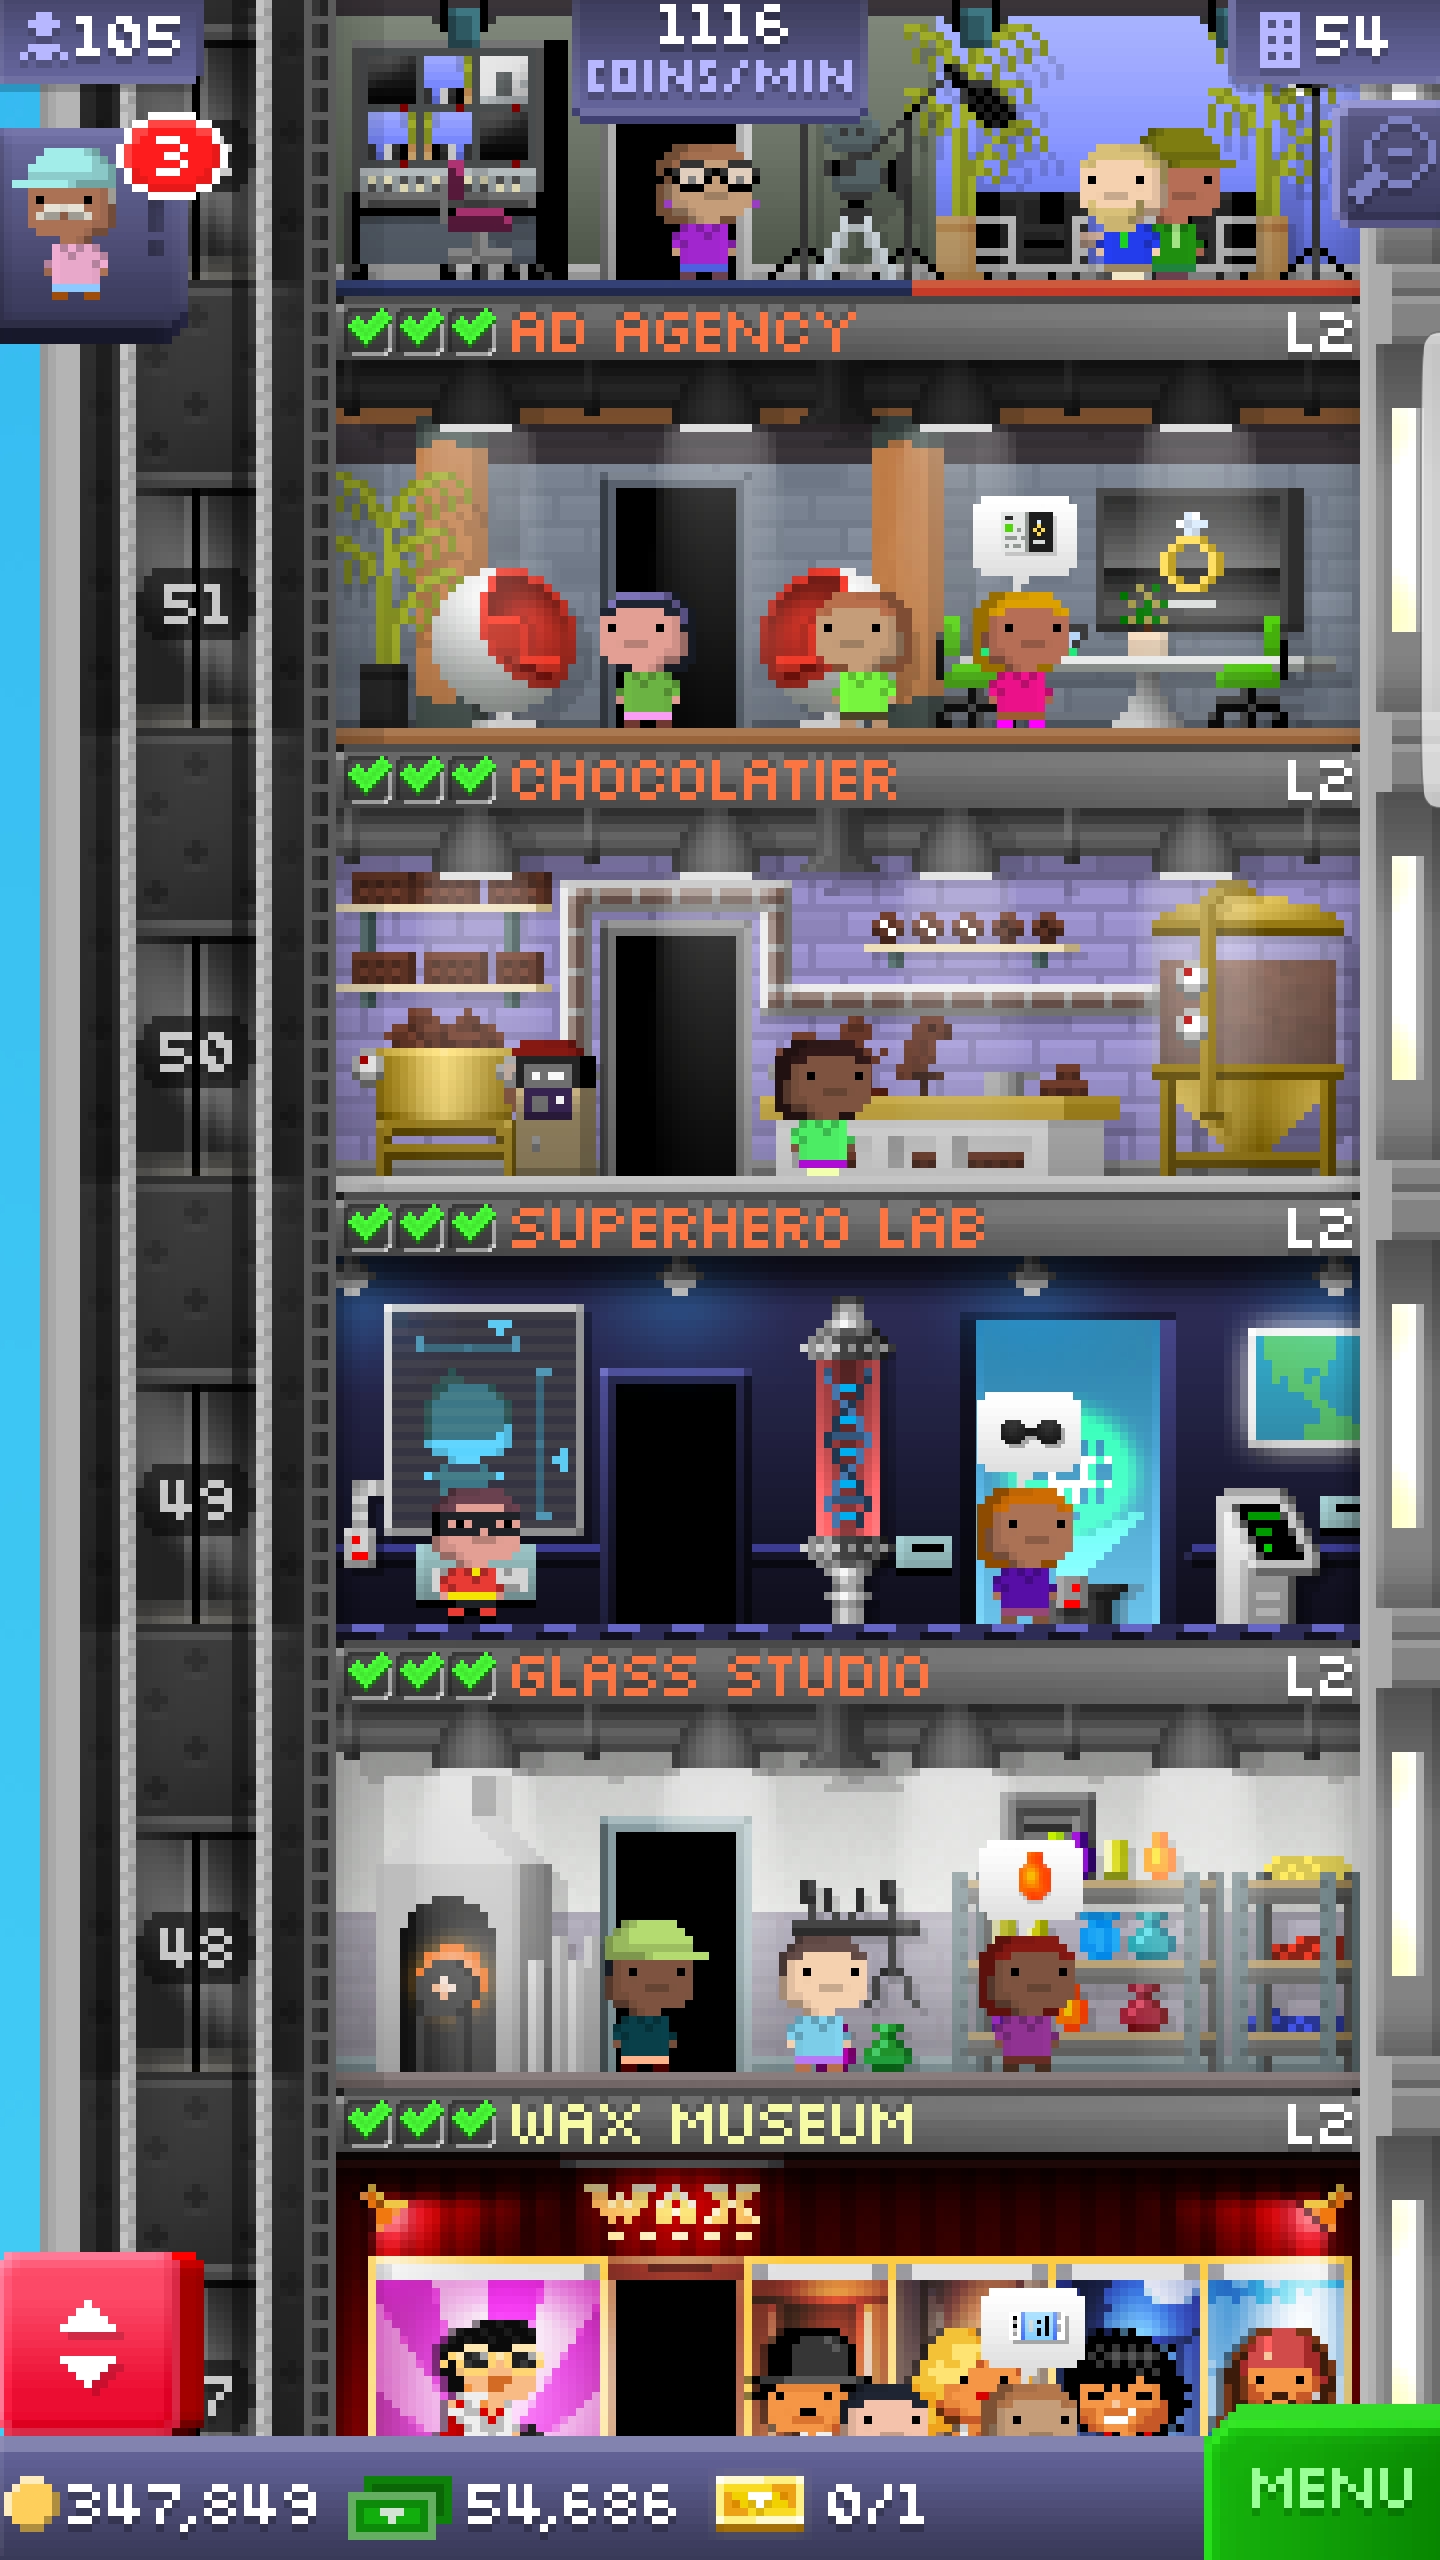 105
1116
COINS/MIN
54
3
AD AGENCY L2
51
CHOCOLATIER L2
50
SUPERHERO LAB L2
49
GLASS STUDIO L2
48
WAX MUSEUM L2
WAX
7
347,849 54,686 0/1
MENU